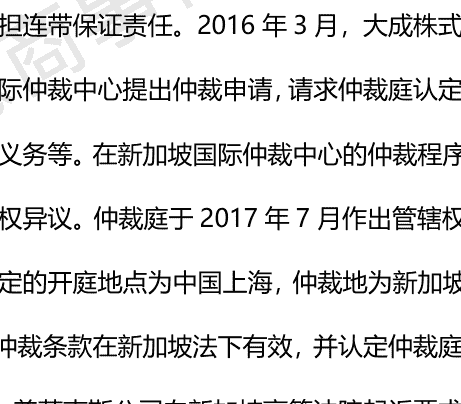 担连带保证责任。2016 年 3 月，大成株式
际仲裁中心提出仲裁申请，请求仲裁庭认定
义务等。在新加坡国际仲裁中心的仲裁程序
权异议。仲裁庭于 2017 年 7 月作出管辖权
定的开庭地点为中国上海，仲裁地为新加坡
仲裁条款在新加坡法下有效，并认定仲裁庭